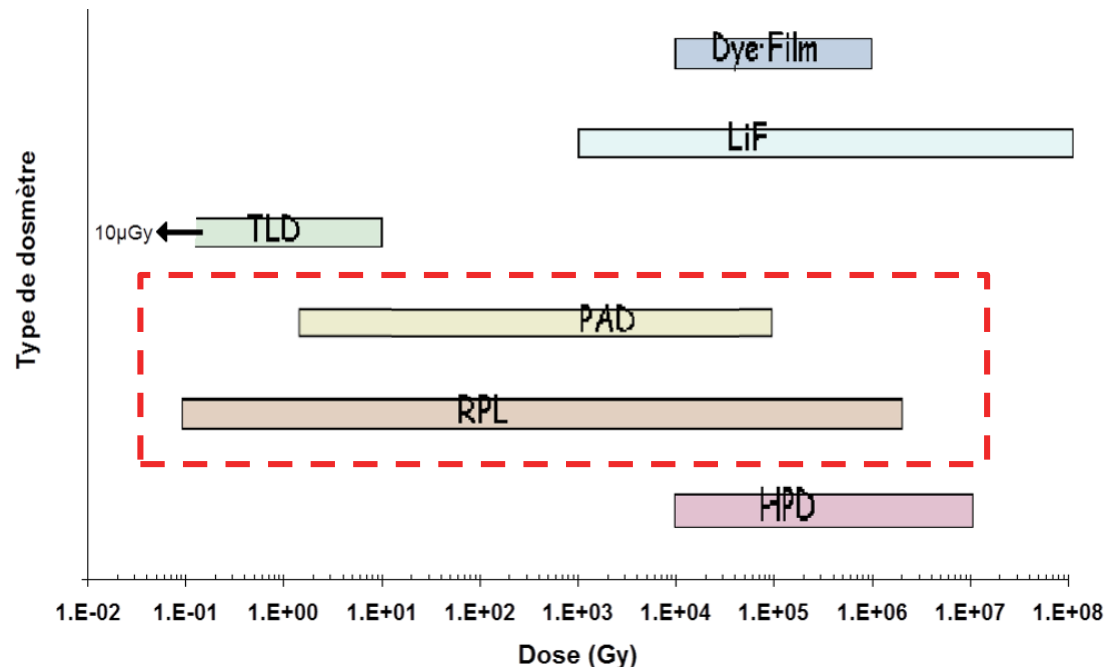 Dye-Film
LiF
10µGy
TLD
PAD
RPL
HPD
Type de dosmètre
1.E-02 1.E-01 1.E+00 1.E+01 1.E+02 1.E+03 1.E+04 1.E+05 1.E+06 1.E+07 1.E+08
Dose (Gy)